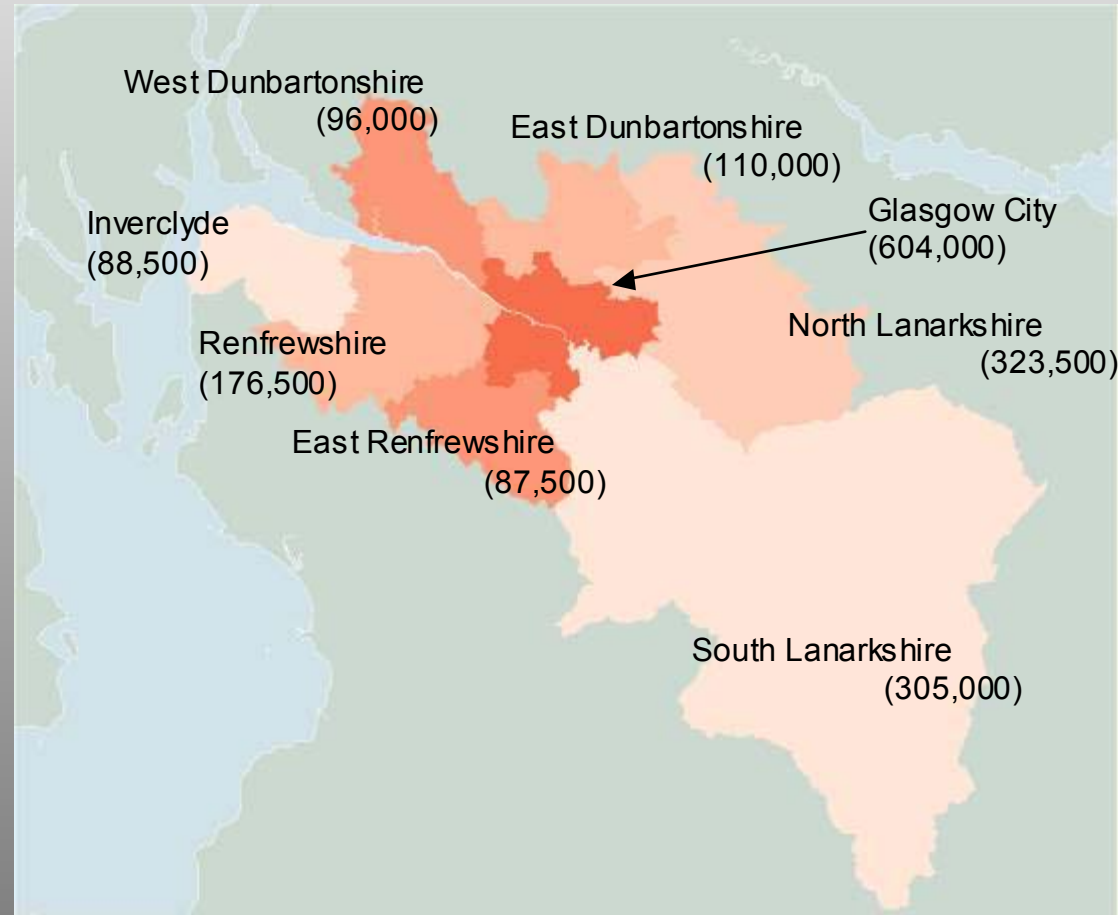 West Dunbartonshire
(96,000)
East Dunbartonshire
(110,000)
Glasgow City
(604,000)
Inverclyde
(88,500)
North Lanarkshire
(323,500)
Renfrewshire
(176,500)
East Renfrewshire
(87,500)
South Lanarkshire
(305,000)